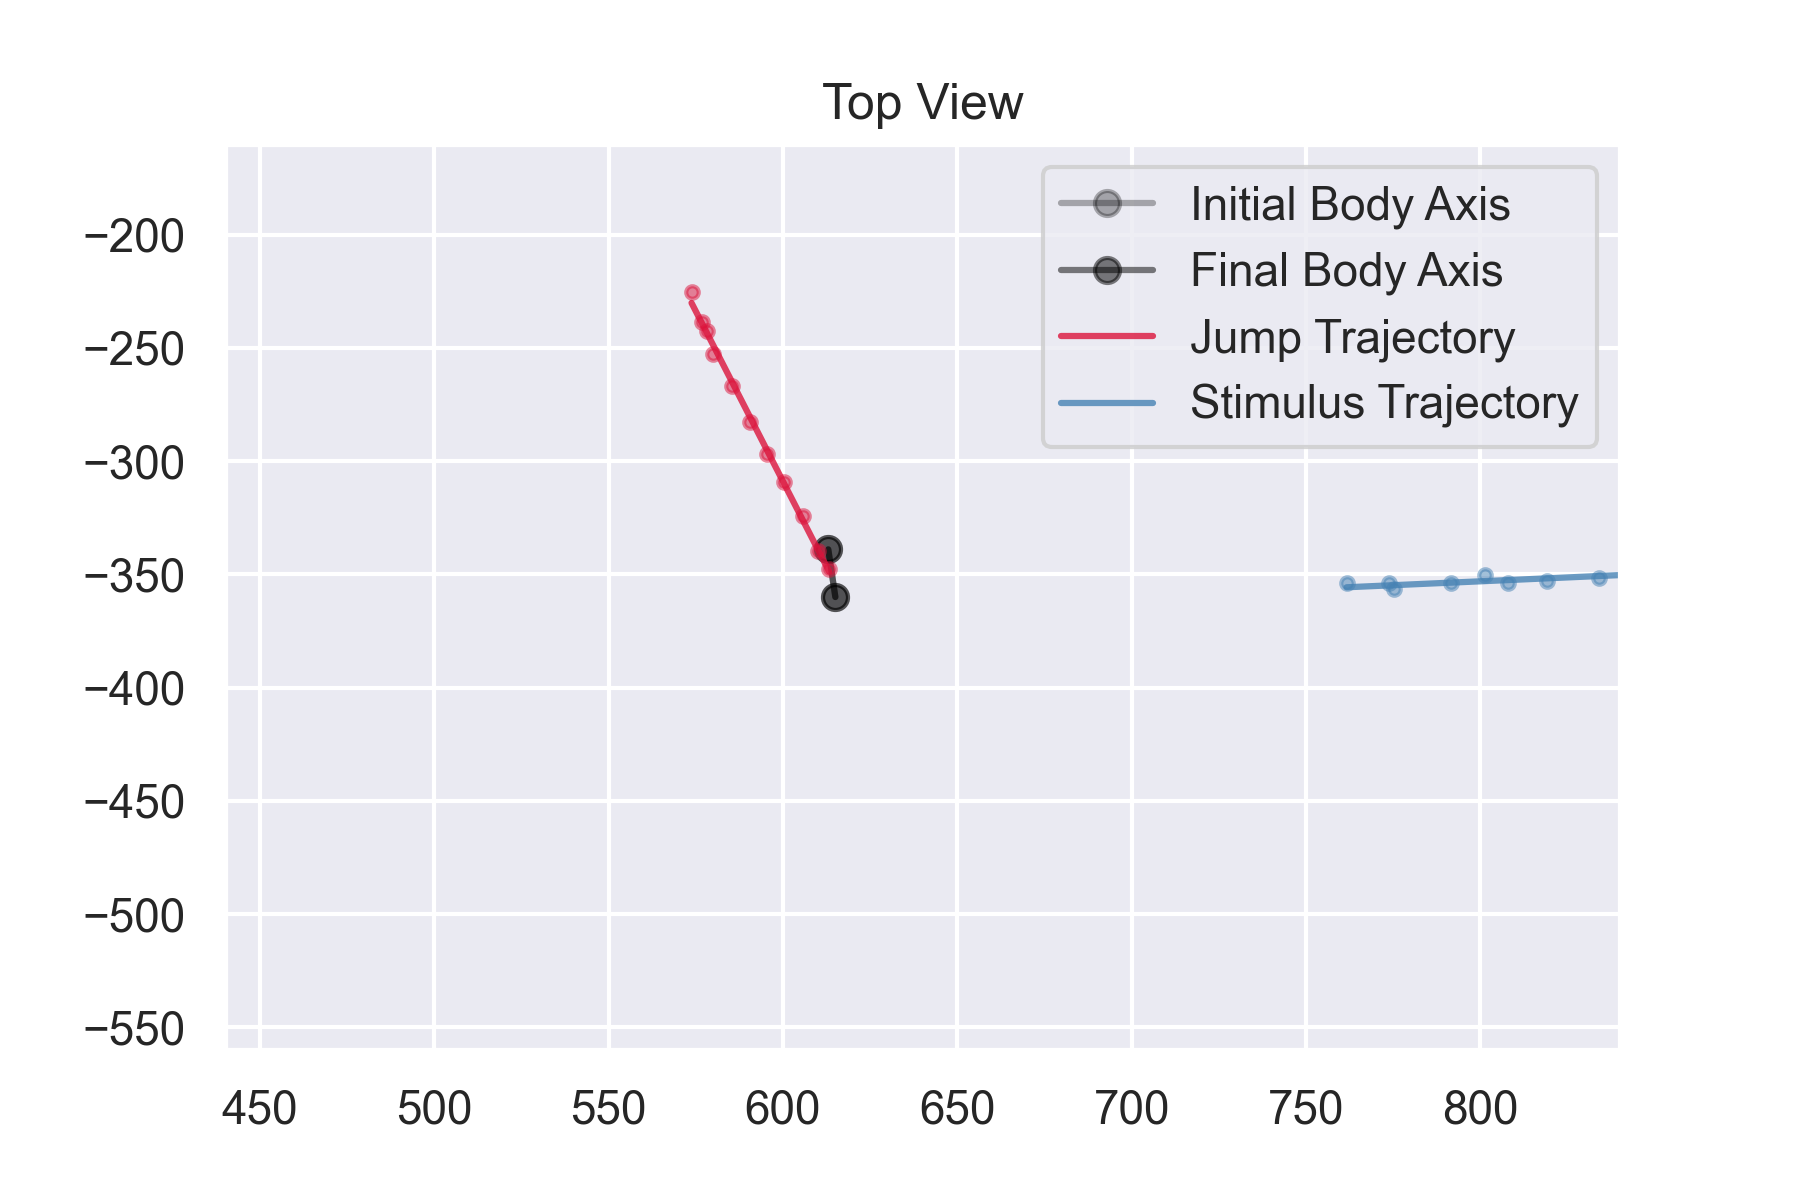 Top View
Initial Body Axis
Final Body Axis
Jump Trajectory
Stimulus Trajectory
−200
−250
−300
−350
−400
−450
−500
−550
450 500 550 600 650 700 750 800